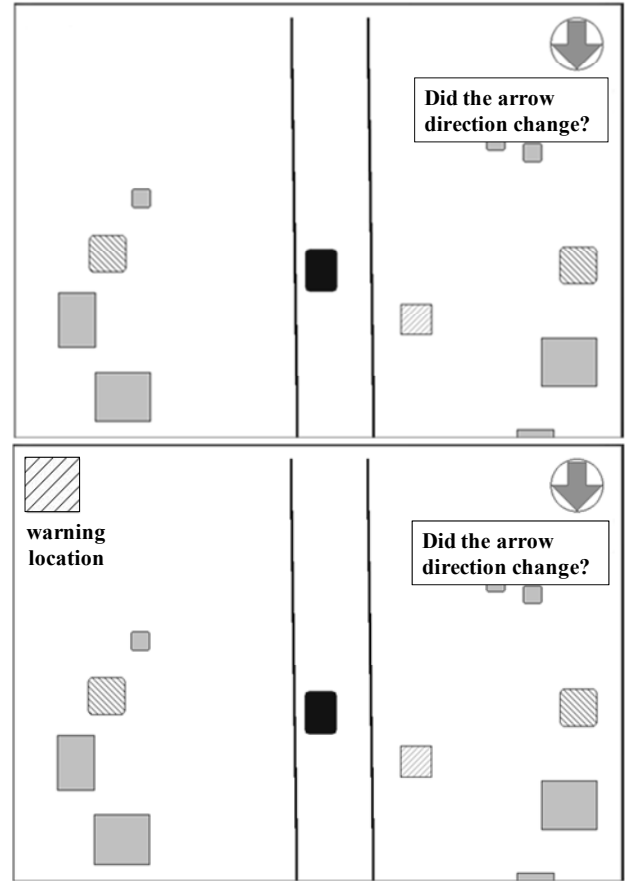 Did the arrow
direction change?
warning
location
Did the arrow
direction change?